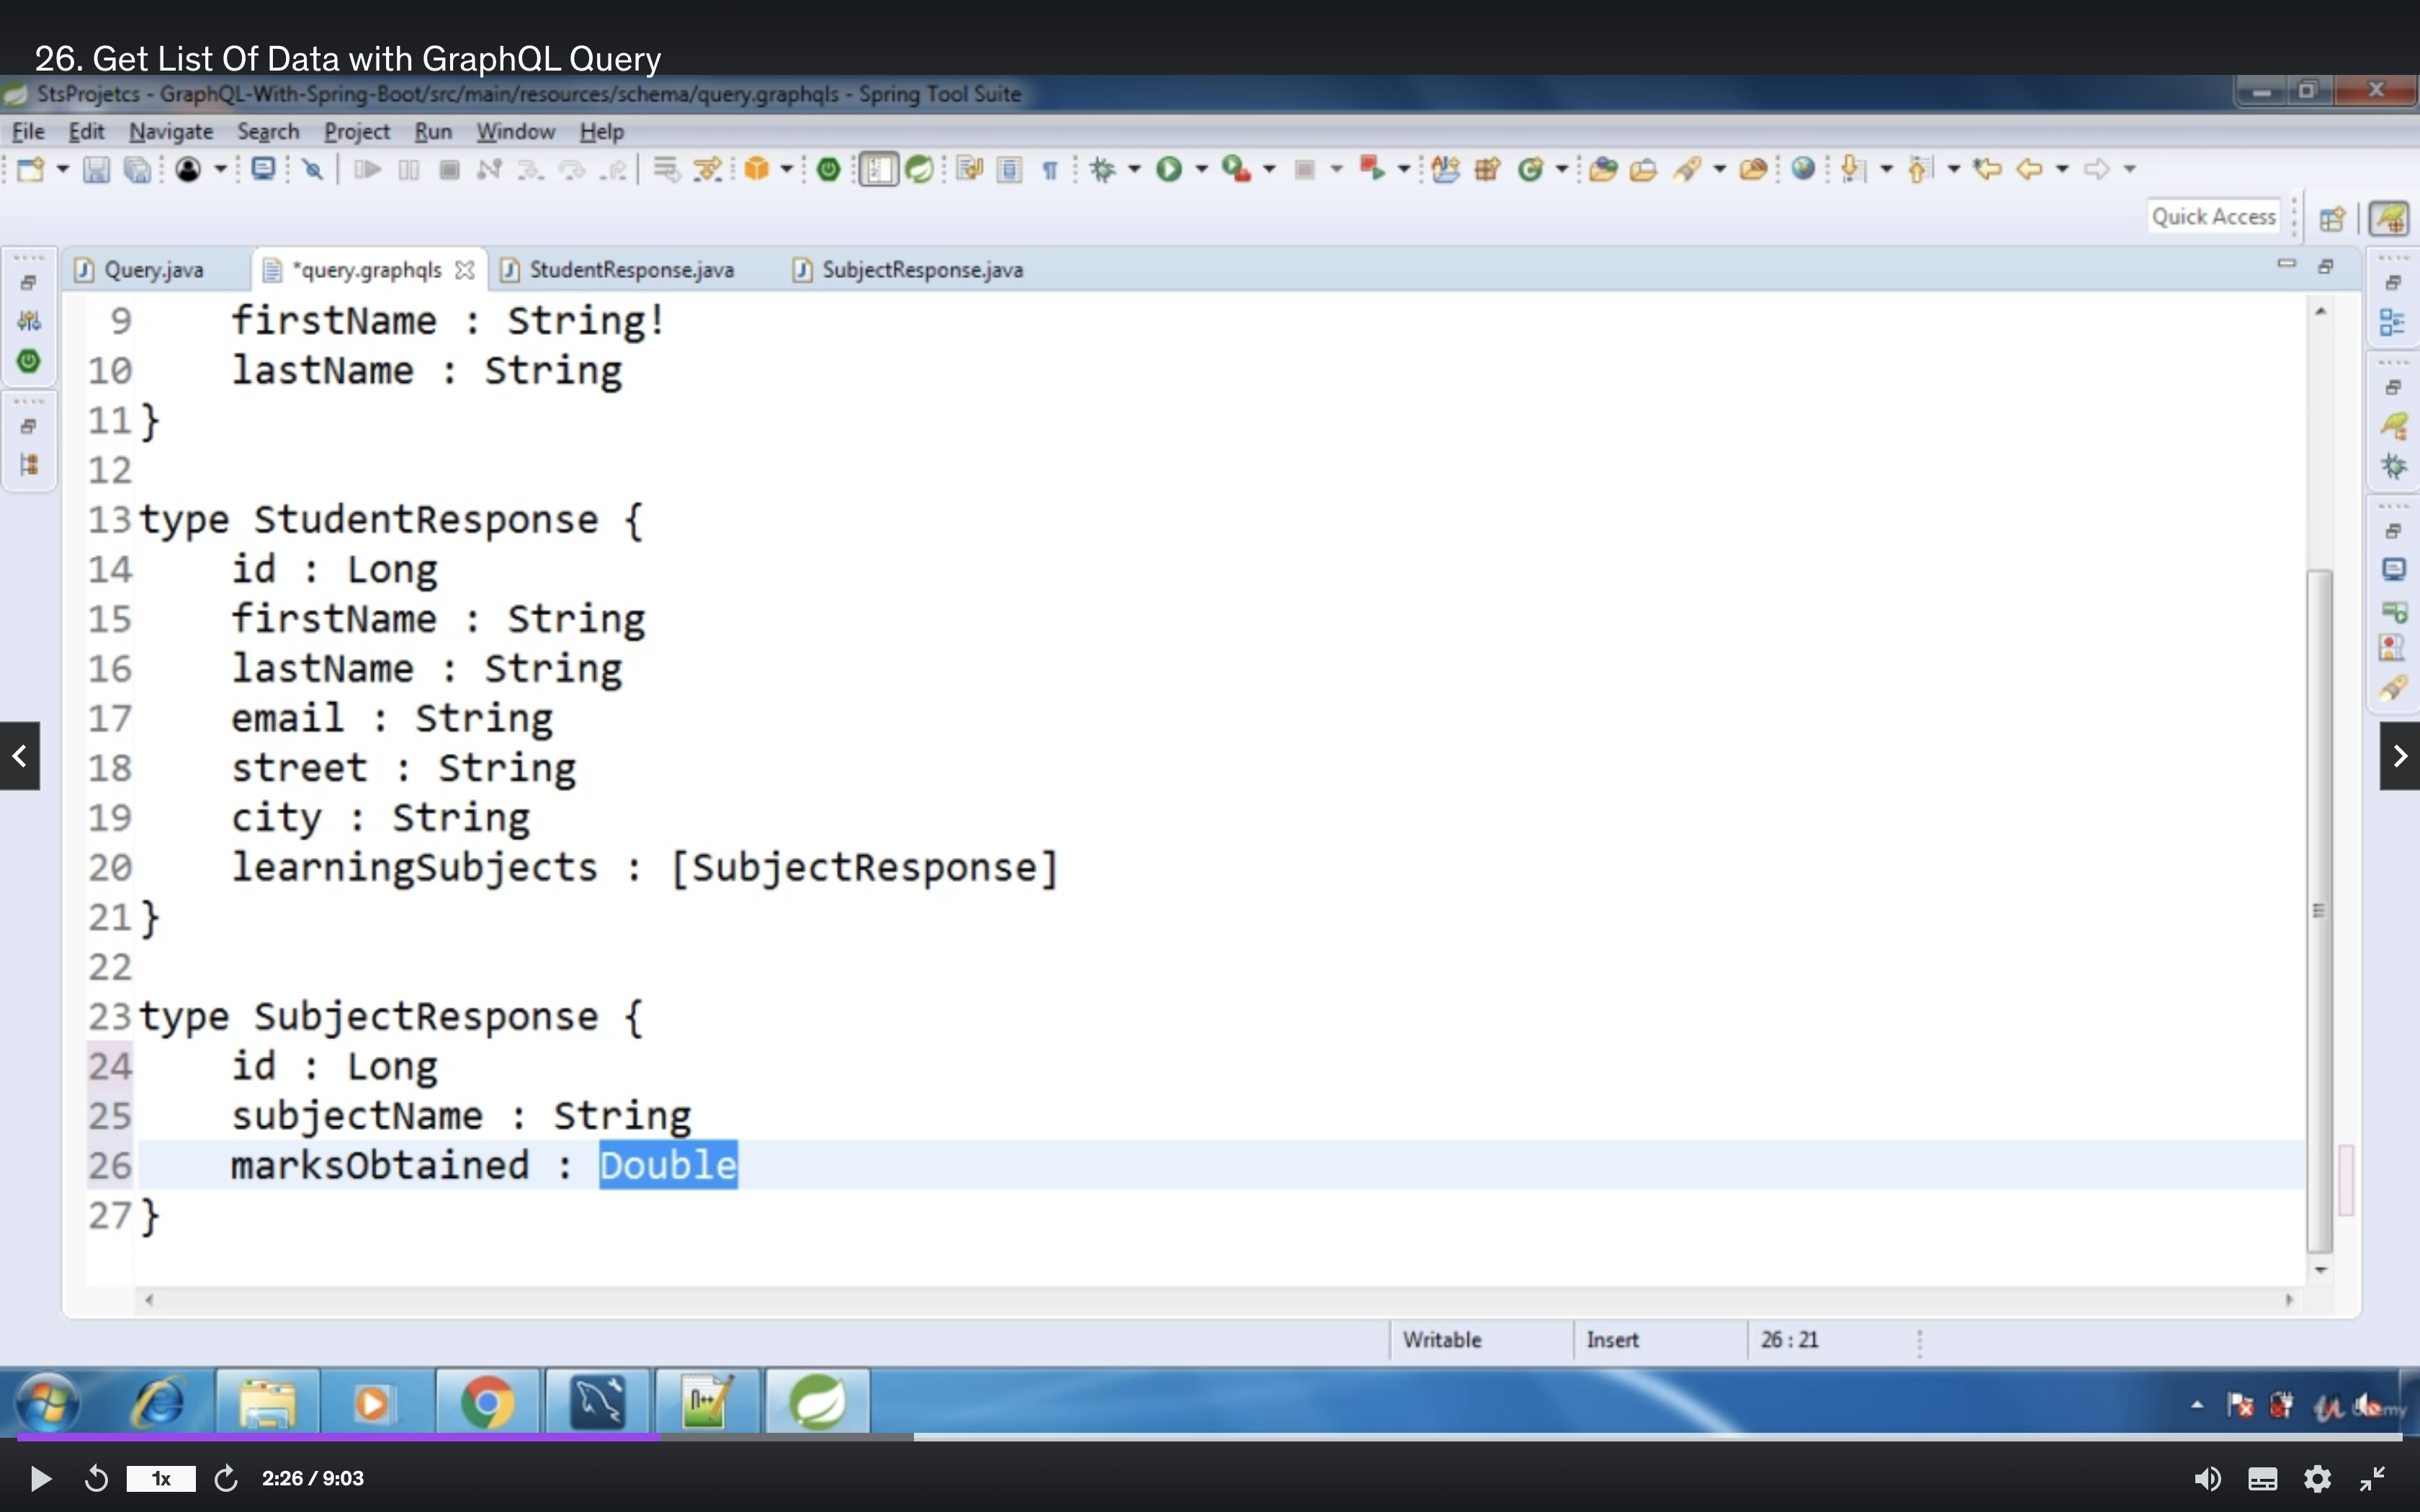 26. Get List Of Data with GraphQL Query
StsProjetcs - GraphQL-With-Spring-Boot/src/main/resources/schema/query.graphqls - Spring Tool Suite
File Edit Navigate Search Project Run Window Help
Quick Access
Query.java *query.graphqls StudentResponse.java SubjectResponse.java
9 firstName : String!
10 lastName : String
11 }
12
13 type StudentResponse {
14 id : Long
15 firstName : String
16 lastName : String
17 email : String
18 street : String
19 city : String
20 learningSubjects : [SubjectResponse]
21 }
22
23 type SubjectResponse {
24 id : Long
25 subjectName : String
26 marksObtained : Double
27 }
Writable Insert 26 : 21
1x 2:26 / 9:03